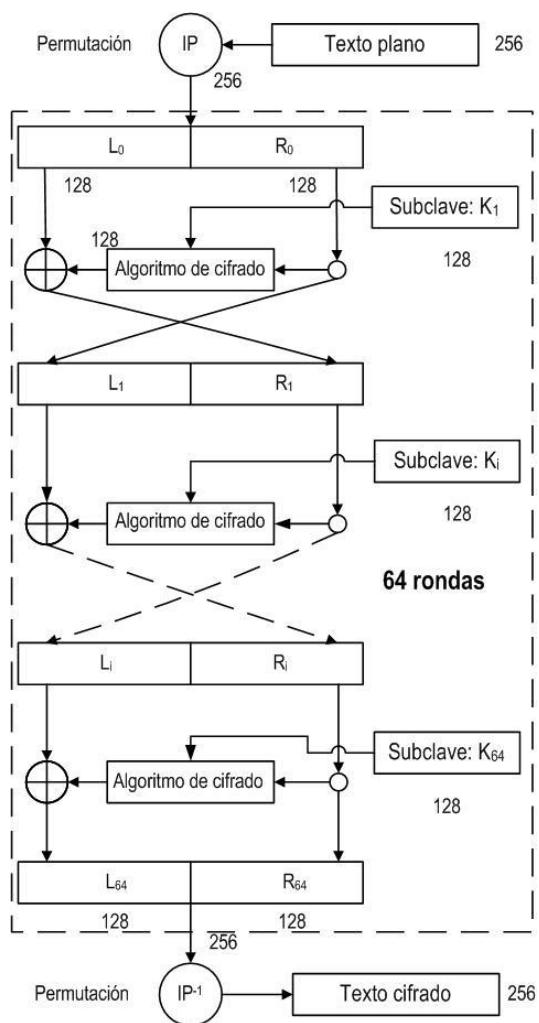 Permutación IP Texto plano 256
256
L₀ R₀
128 128
Subclave: K₁
128
Algoritmo de cifrado
128
L₁ R₁
Subclave: Kᵢ
Algoritmo de cifrado
128
64 rondas
Lᵢ Rᵢ
Subclave: K₆₄
Algoritmo de cifrado
128
L₆₄ R₆₄
128 128
256
Permutación IP⁻¹ Texto cifrado 256